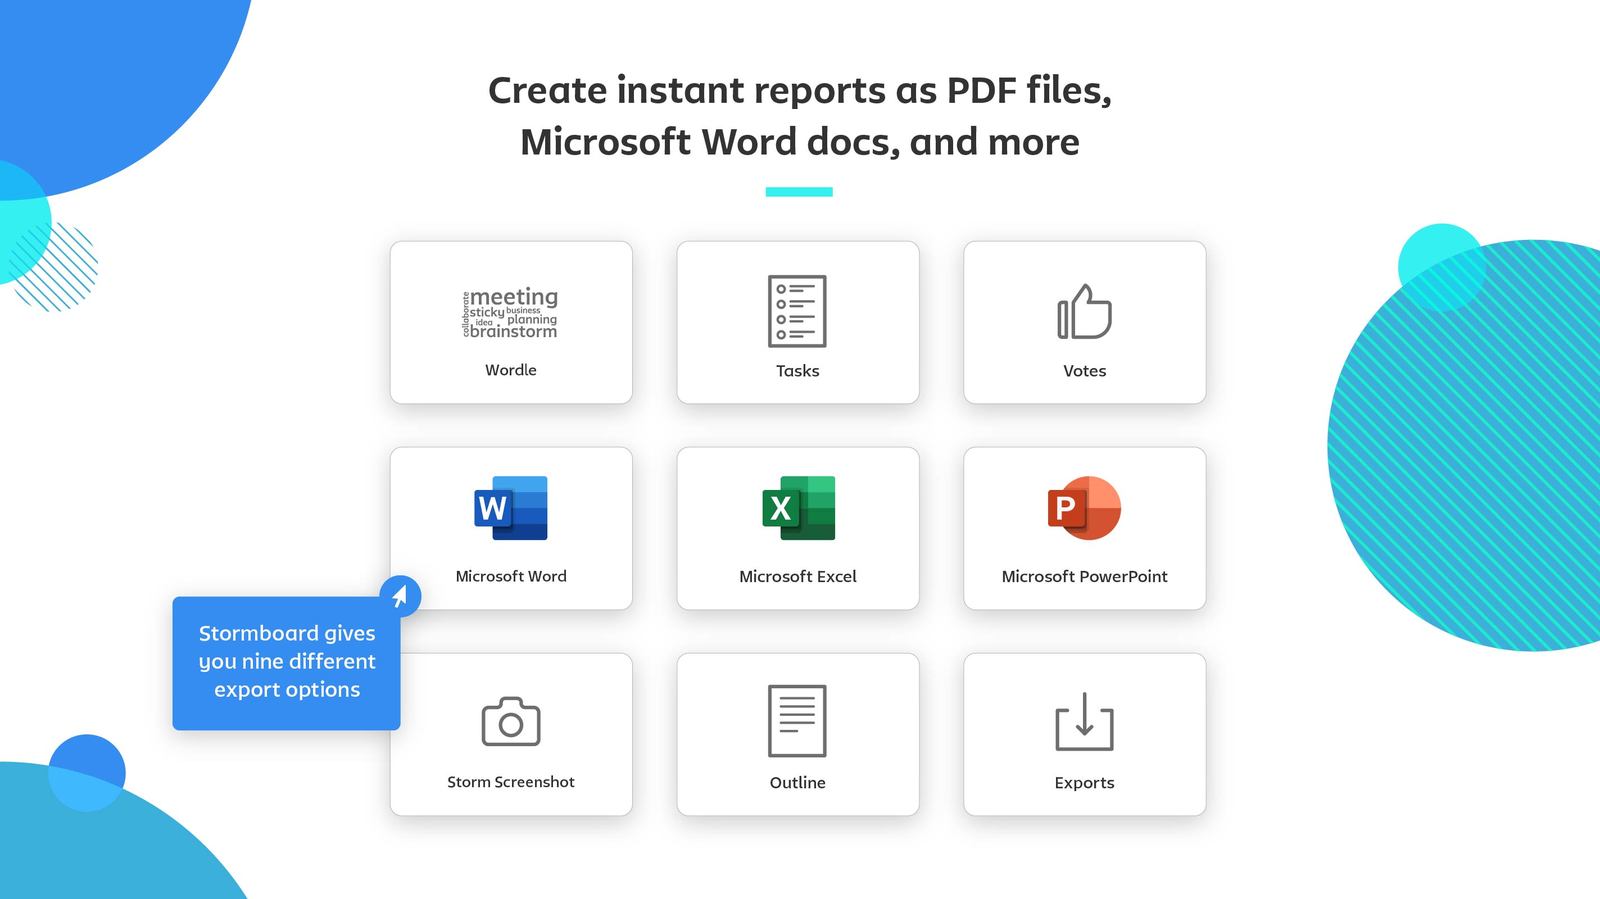 Create instant reports as PDF files,
Microsoft Word docs, and more
collaborate
meeting
sticky business
idea planning
brainstorm
Wordle
Tasks
Votes
W
Microsoft Word
X
Microsoft Excel
P
Microsoft PowerPoint
Stormboard gives
you nine different
export options
Storm Screenshot
Outline
Exports